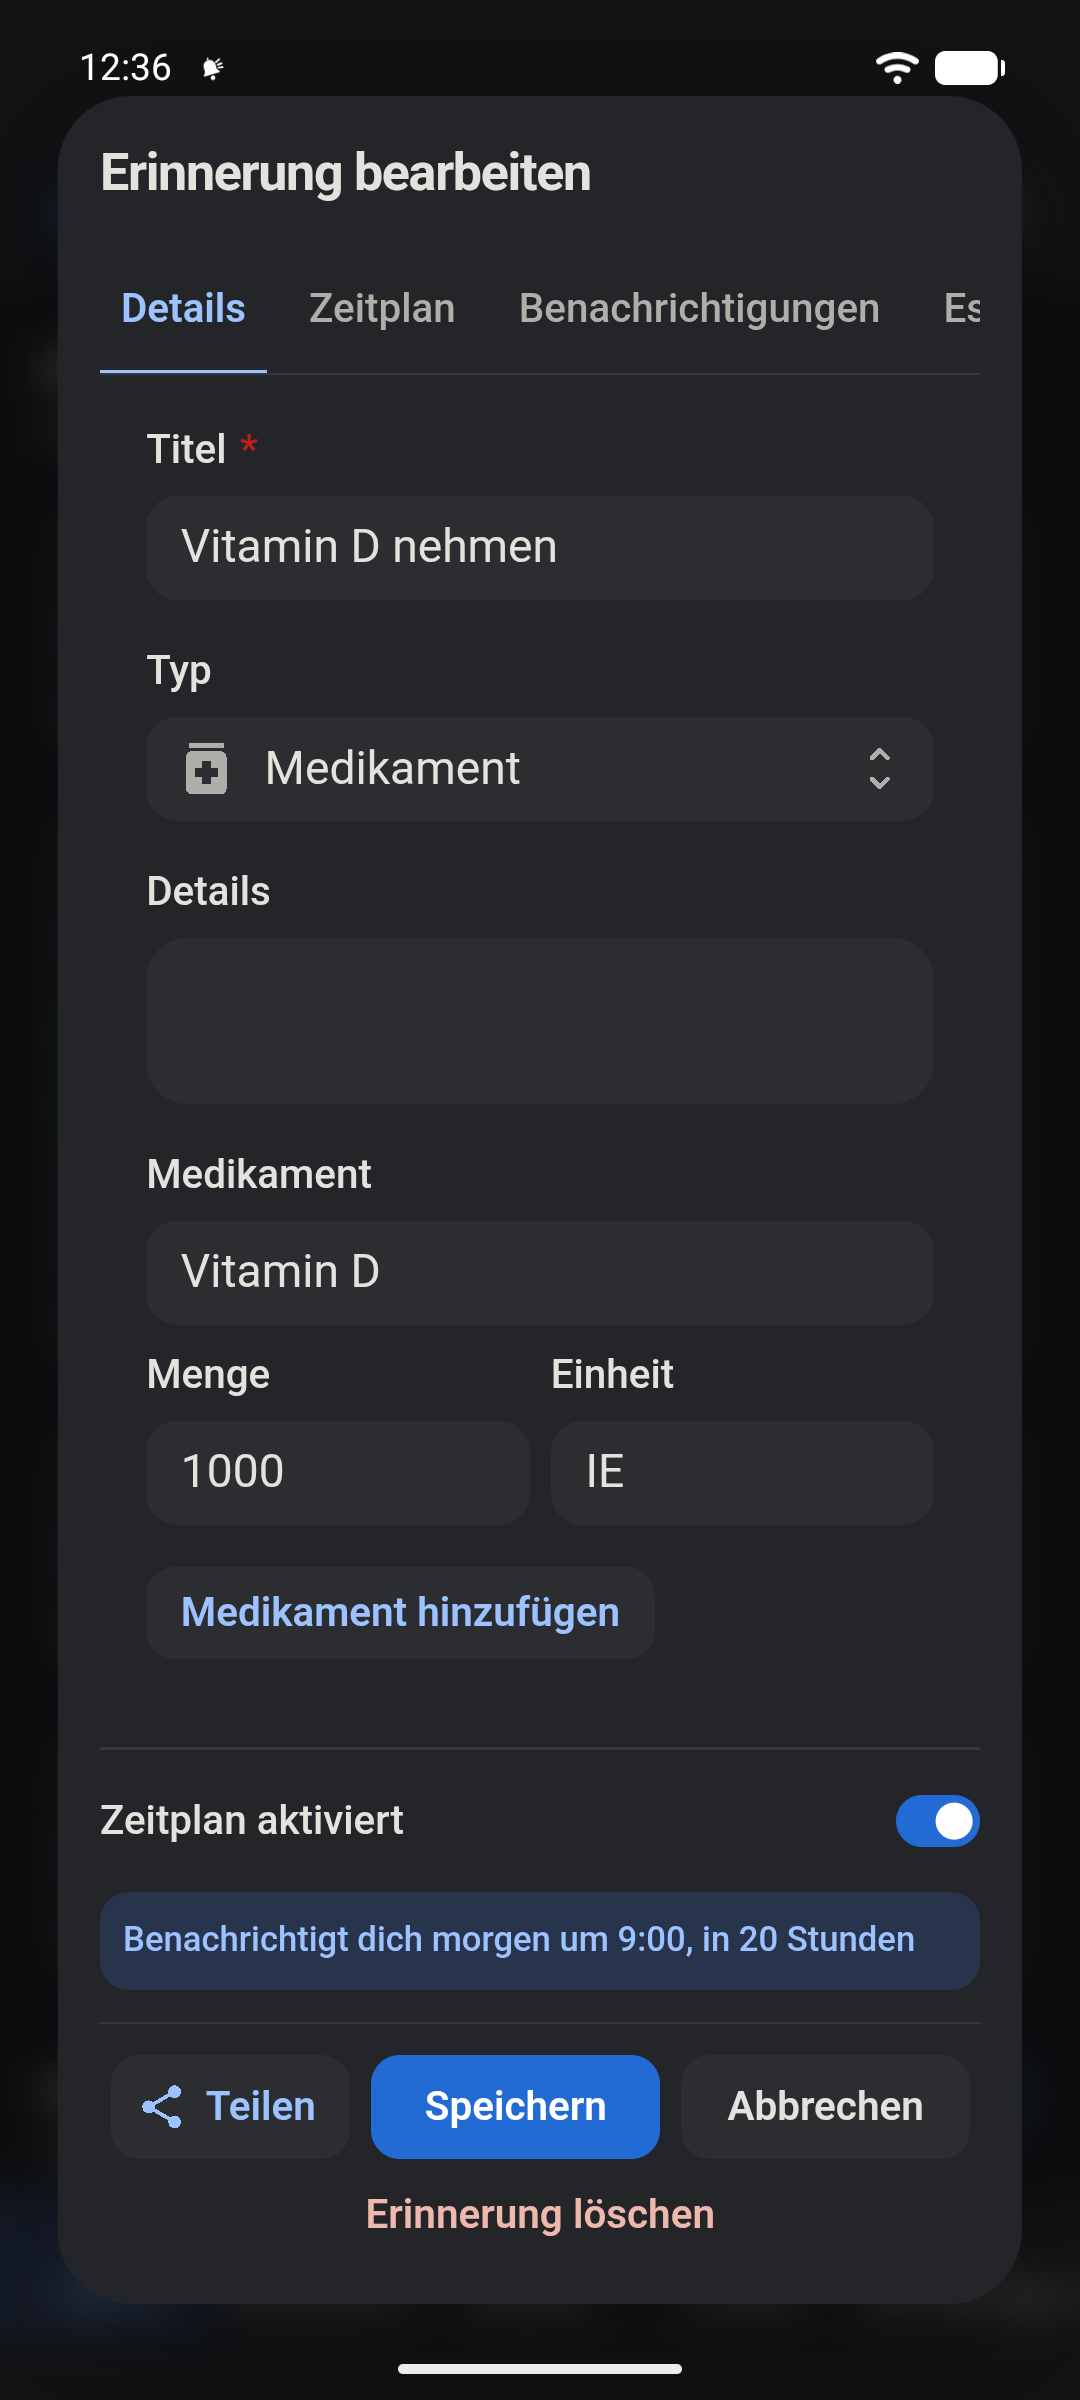 12:36
Erinnerung bearbeiten
Details Zeitplan Benachrichtigungen Es
Titel *
Vitamin D nehmen
Typ
Medikament
Details
Medikament
Vitamin D
Menge Einheit
1000 IE
Medikament hinzufügen
Zeitplan aktiviert
Benachrichtigt dich morgen um 9:00, in 20 Stunden
Teilen Speichern Abbrechen
Erinnerung löschen